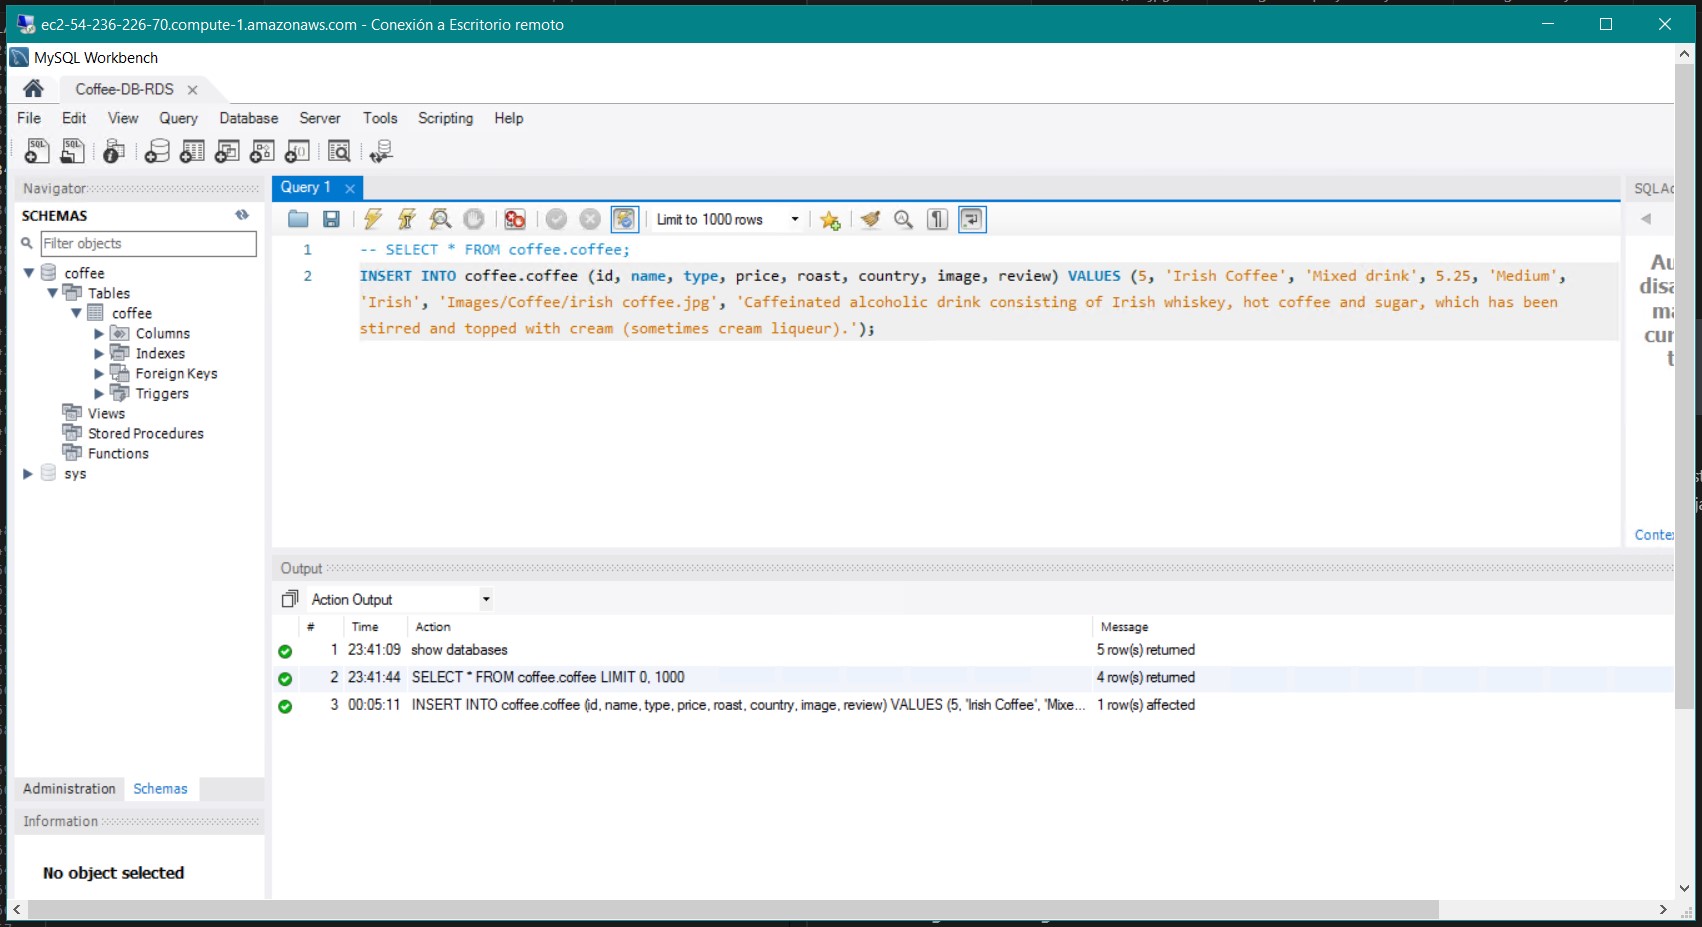 ec2-54-236-226-70.compute-1.amazonaws.com - Conexión a Escritorio remoto
MySQL Workbench
Coffee-DB-RDS
File Edit View Query Database Server Tools Scripting Help
Navigator
Query 1
SCHEMAS
Limit to 1000 rows
Filter objects
coffee
Tables
coffee
Columns
Indexes
Foreign Keys
Triggers
Views
Stored Procedures
Functions
sys
1 -- SELECT * FROM coffee.coffee;
2 INSERT INTO coffee.coffee (id, name, type, price, roast, country, image, review) VALUES (5, 'Irish Coffee', 'Mixed drink', 5.25, 'Medium',
'Irish', 'Images/Coffee/irish coffee.jpg', 'Caffeinated alcoholic drink consisting of Irish whiskey, hot coffee and sugar, which has been
stirred and topped with cream (sometimes cream liqueur).');
Output
Action Output
# Time Action Message
1 23:41:09 show databases 5 row(s) returned
2 23:41:44 SELECT * FROM coffee.coffee LIMIT 0, 1000 4 row(s) returned
3 00:05:11 INSERT INTO coffee.coffee (id, name, type, price, roast, country, image, review) VALUES (5, 'Irish Coffee', 'Mixe... 1 row(s) affected
Administration Schemas
Information
No object selected